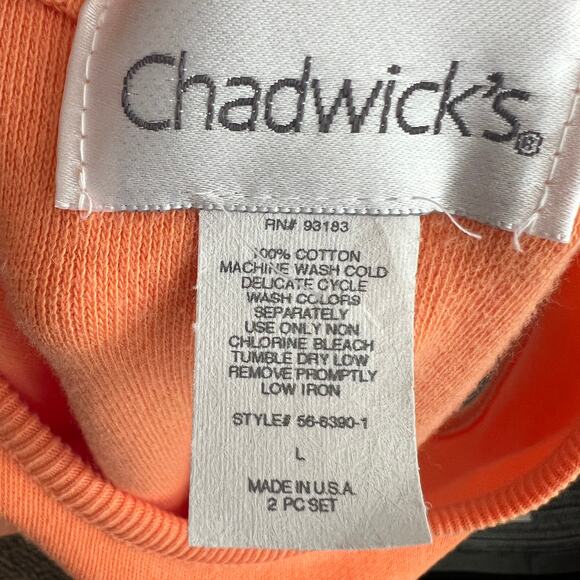 Chadwick's®
RN# 93183
100% COTTON
MACHINE WASH COLD
DELICATE CYCLE
WASH COLORS
SEPARATELY
USE ONLY NON
CHLORINE BLEACH
TUMBLE DRY LOW
REMOVE PROMPTLY
LOW IRON
STYLE# 56-6390-1
L
MADE IN U.S.A.
2 PC SET